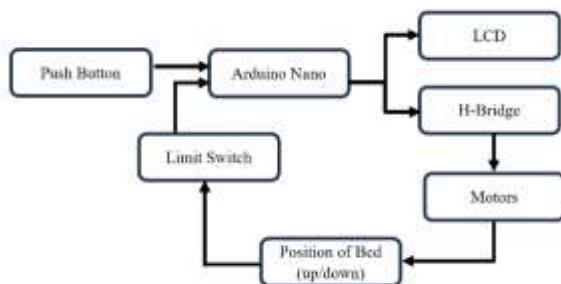 LCD
Push Button
Arduino Nano
H-Bridge
Limit Switch
Motors
Position of Bed
(up/down)